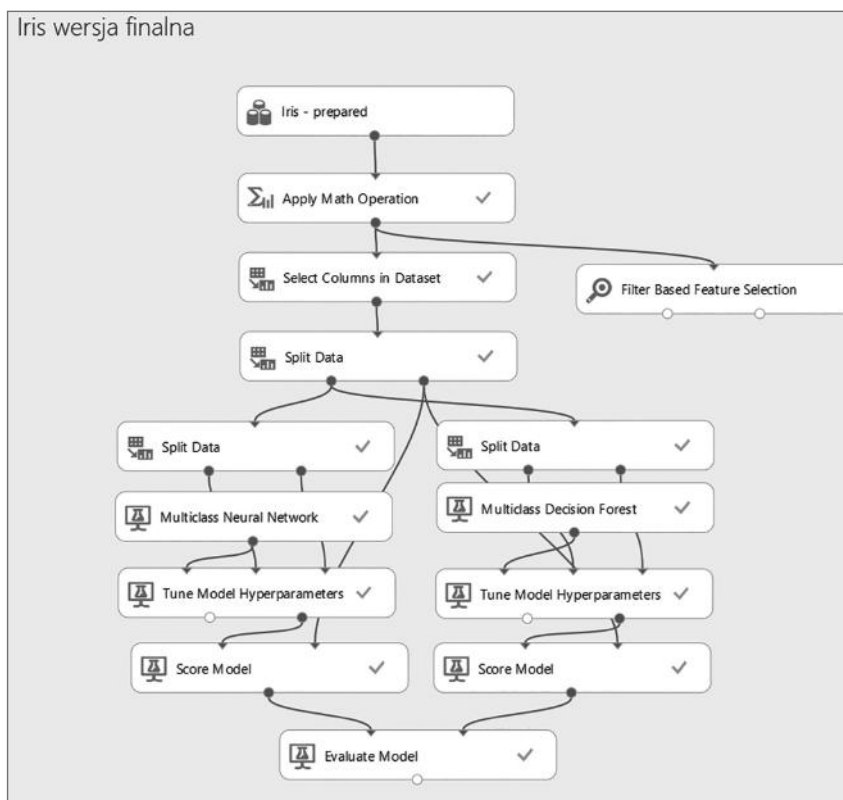 Iris wersja finalna
Iris - prepared
Apply Math Operation
Select Columns in Dataset
Filter Based Feature Selection
Split Data
Split Data
Split Data
Multiclass Neural Network
Multiclass Decision Forest
Tune Model Hyperparameters
Tune Model Hyperparameters
Score Model
Score Model
Evaluate Model